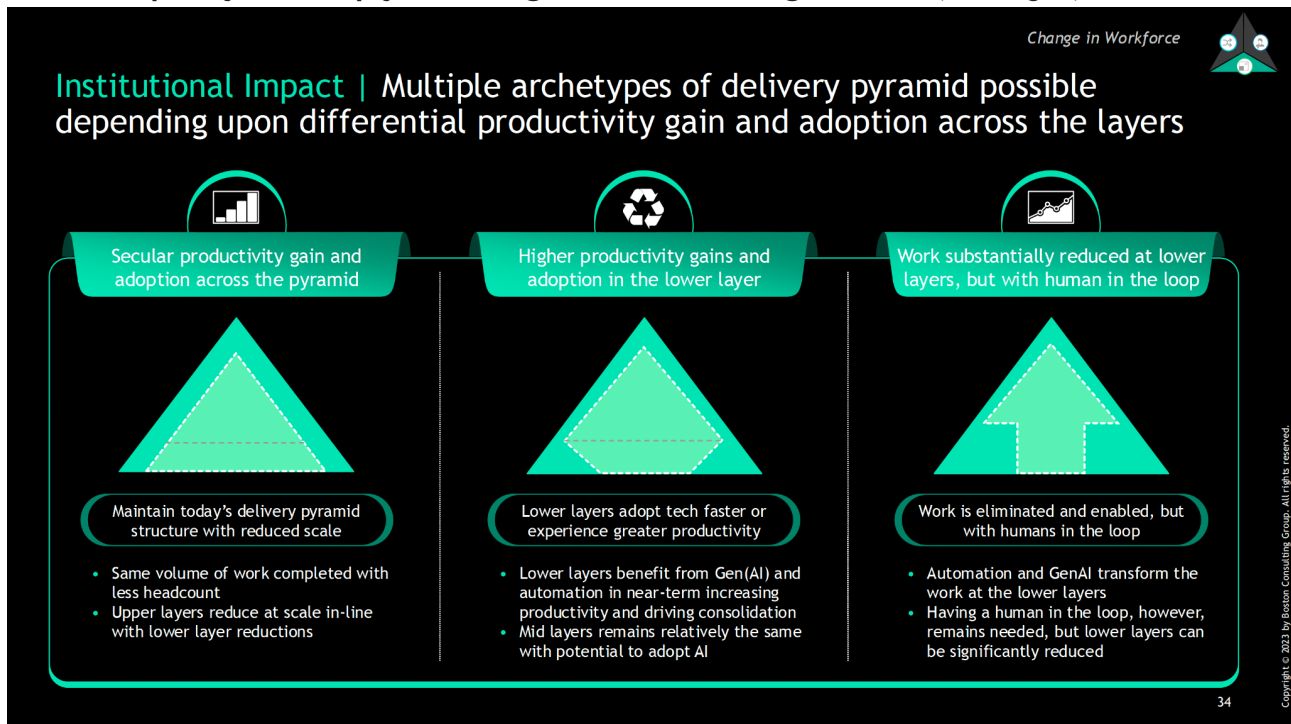 Change in Workforce
Institutional Impact | Multiple archetypes of delivery pyramid possible
depending upon differential productivity gain and adoption across the layers
Secular productivity gain and
adoption across the pyramid
Maintain today's delivery pyramid
structure with reduced scale
• Same volume of work completed with
less headcount
• Upper layers reduce at scale in-line
with lower layer reductions
Higher productivity gains and
adoption in the lower layer
Lower layers adopt tech faster or
experience greater productivity
• Lower layers benefit from Gen(AI) and
automation in near-term increasing
productivity and driving consolidation
• Mid layers remains relatively the same
with potential to adopt AI
Work substantially reduced at lower
layers, but with human in the loop
Work is eliminated and enabled, but
with humans in the loop
• Automation and GenAI transform the
work at the lower layers
• Having a human in the loop, however,
remains needed, but lower layers can
be significantly reduced
34
Copyright © 2023 by Boston Consulting Group. All rights reserved.